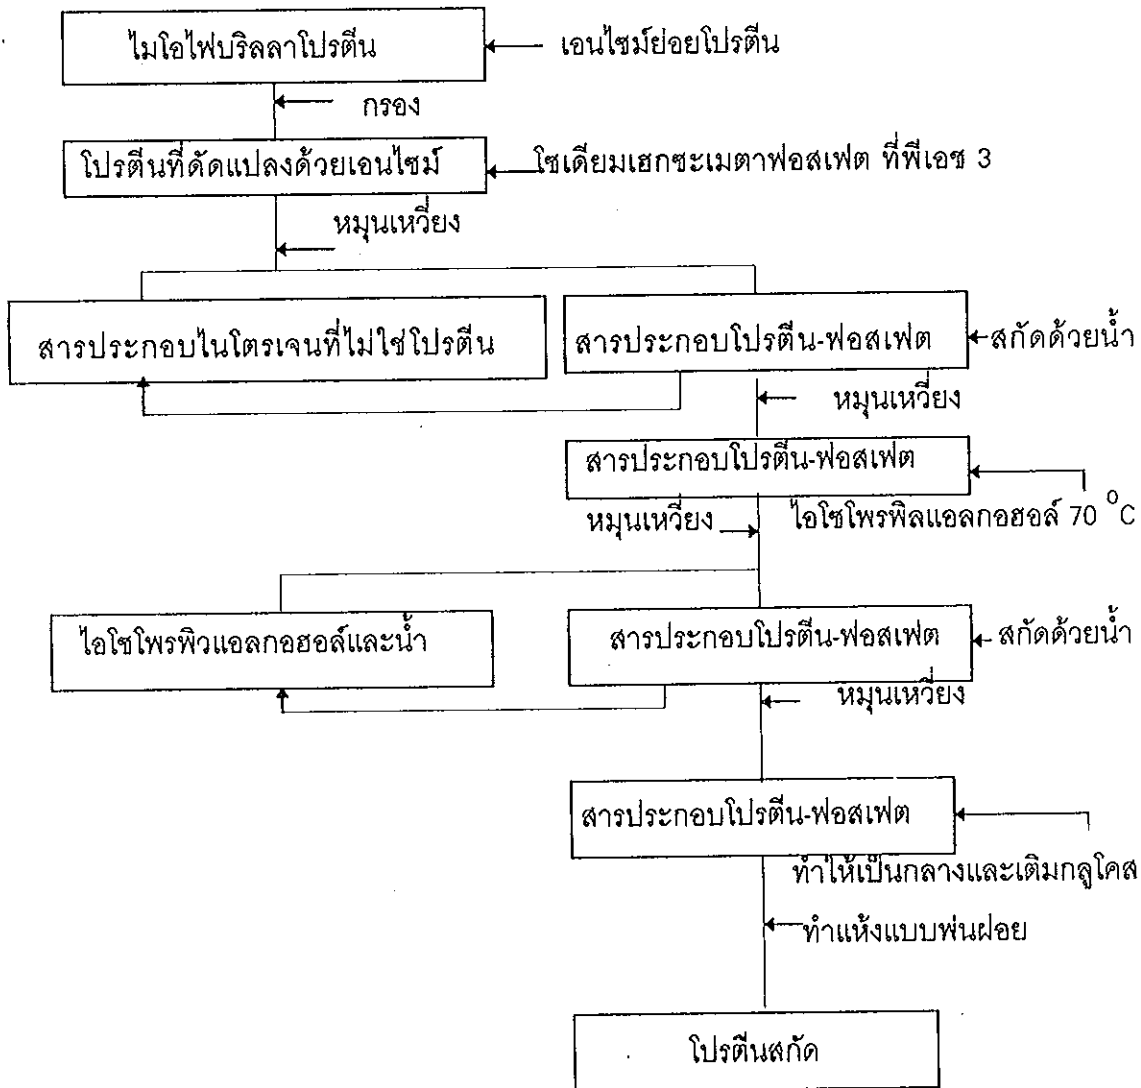 ไมโอไฟบริลลาโปรตีน
เอนไซม์ย่อยโปรตีน
กรอง
โปรตีนที่ดัดแปลงด้วยเอนไซม์
โซเดียมเฮกซะเมตาฟอสเฟต ที่พีเอช 3
หมุนเหวี่ยง
สารประกอบไนโตรเจนที่ไม่ใช่โปรตีน
สารประกอบโปรตีน-ฟอสเฟต
สกัดด้วยน้ำ
หมุนเหวี่ยง
สารประกอบโปรตีน-ฟอสเฟต
หมุนเหวี่ยง
ไอโซโพรพิลแอลกอฮอล์ 70 °C
ไอโซโพรพิวแอลกอฮอล์และน้ำ
สารประกอบโปรตีน-ฟอสเฟต
สกัดด้วยน้ำ
หมุนเหวี่ยง
สารประกอบโปรตีน-ฟอสเฟต
ทำให้เป็นกลางและเติมกลูโคส
ทำแห้งแบบพ่นฝอย
โปรตีนสกัด